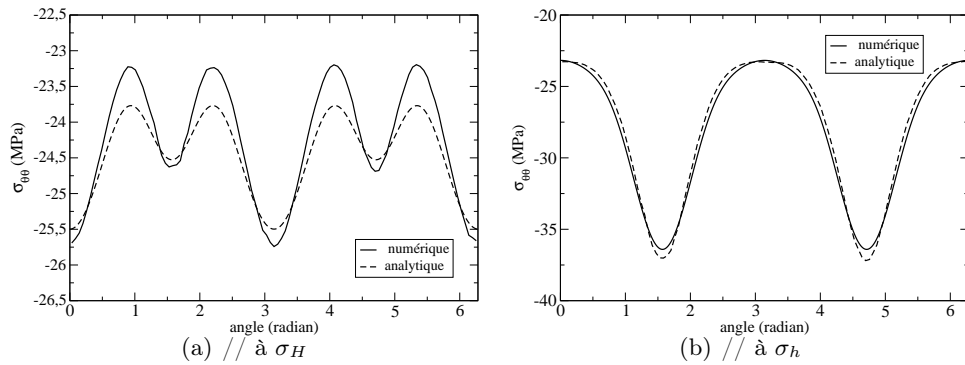 -22,5
-23
-23,5
-24
-24,5
-25
-25,5
-26
-26,5
σθθ (MPa)
numérique
analytique
0 1 2 3 4 5 6
angle (radian)
(a) // à σH
-20
-25
-30
-35
-40
σθθ (MPa)
numérique
analytique
0 1 2 3 4 5 6
angle (radian)
(b) // à σh